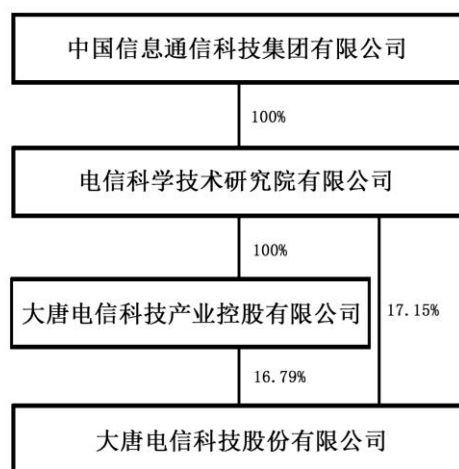 中国信息通信科技集团有限公司
100%
电信科学技术研究院有限公司
100%
大唐电信科技产业控股有限公司
17.15%
16.79%
大唐电信科技股份有限公司